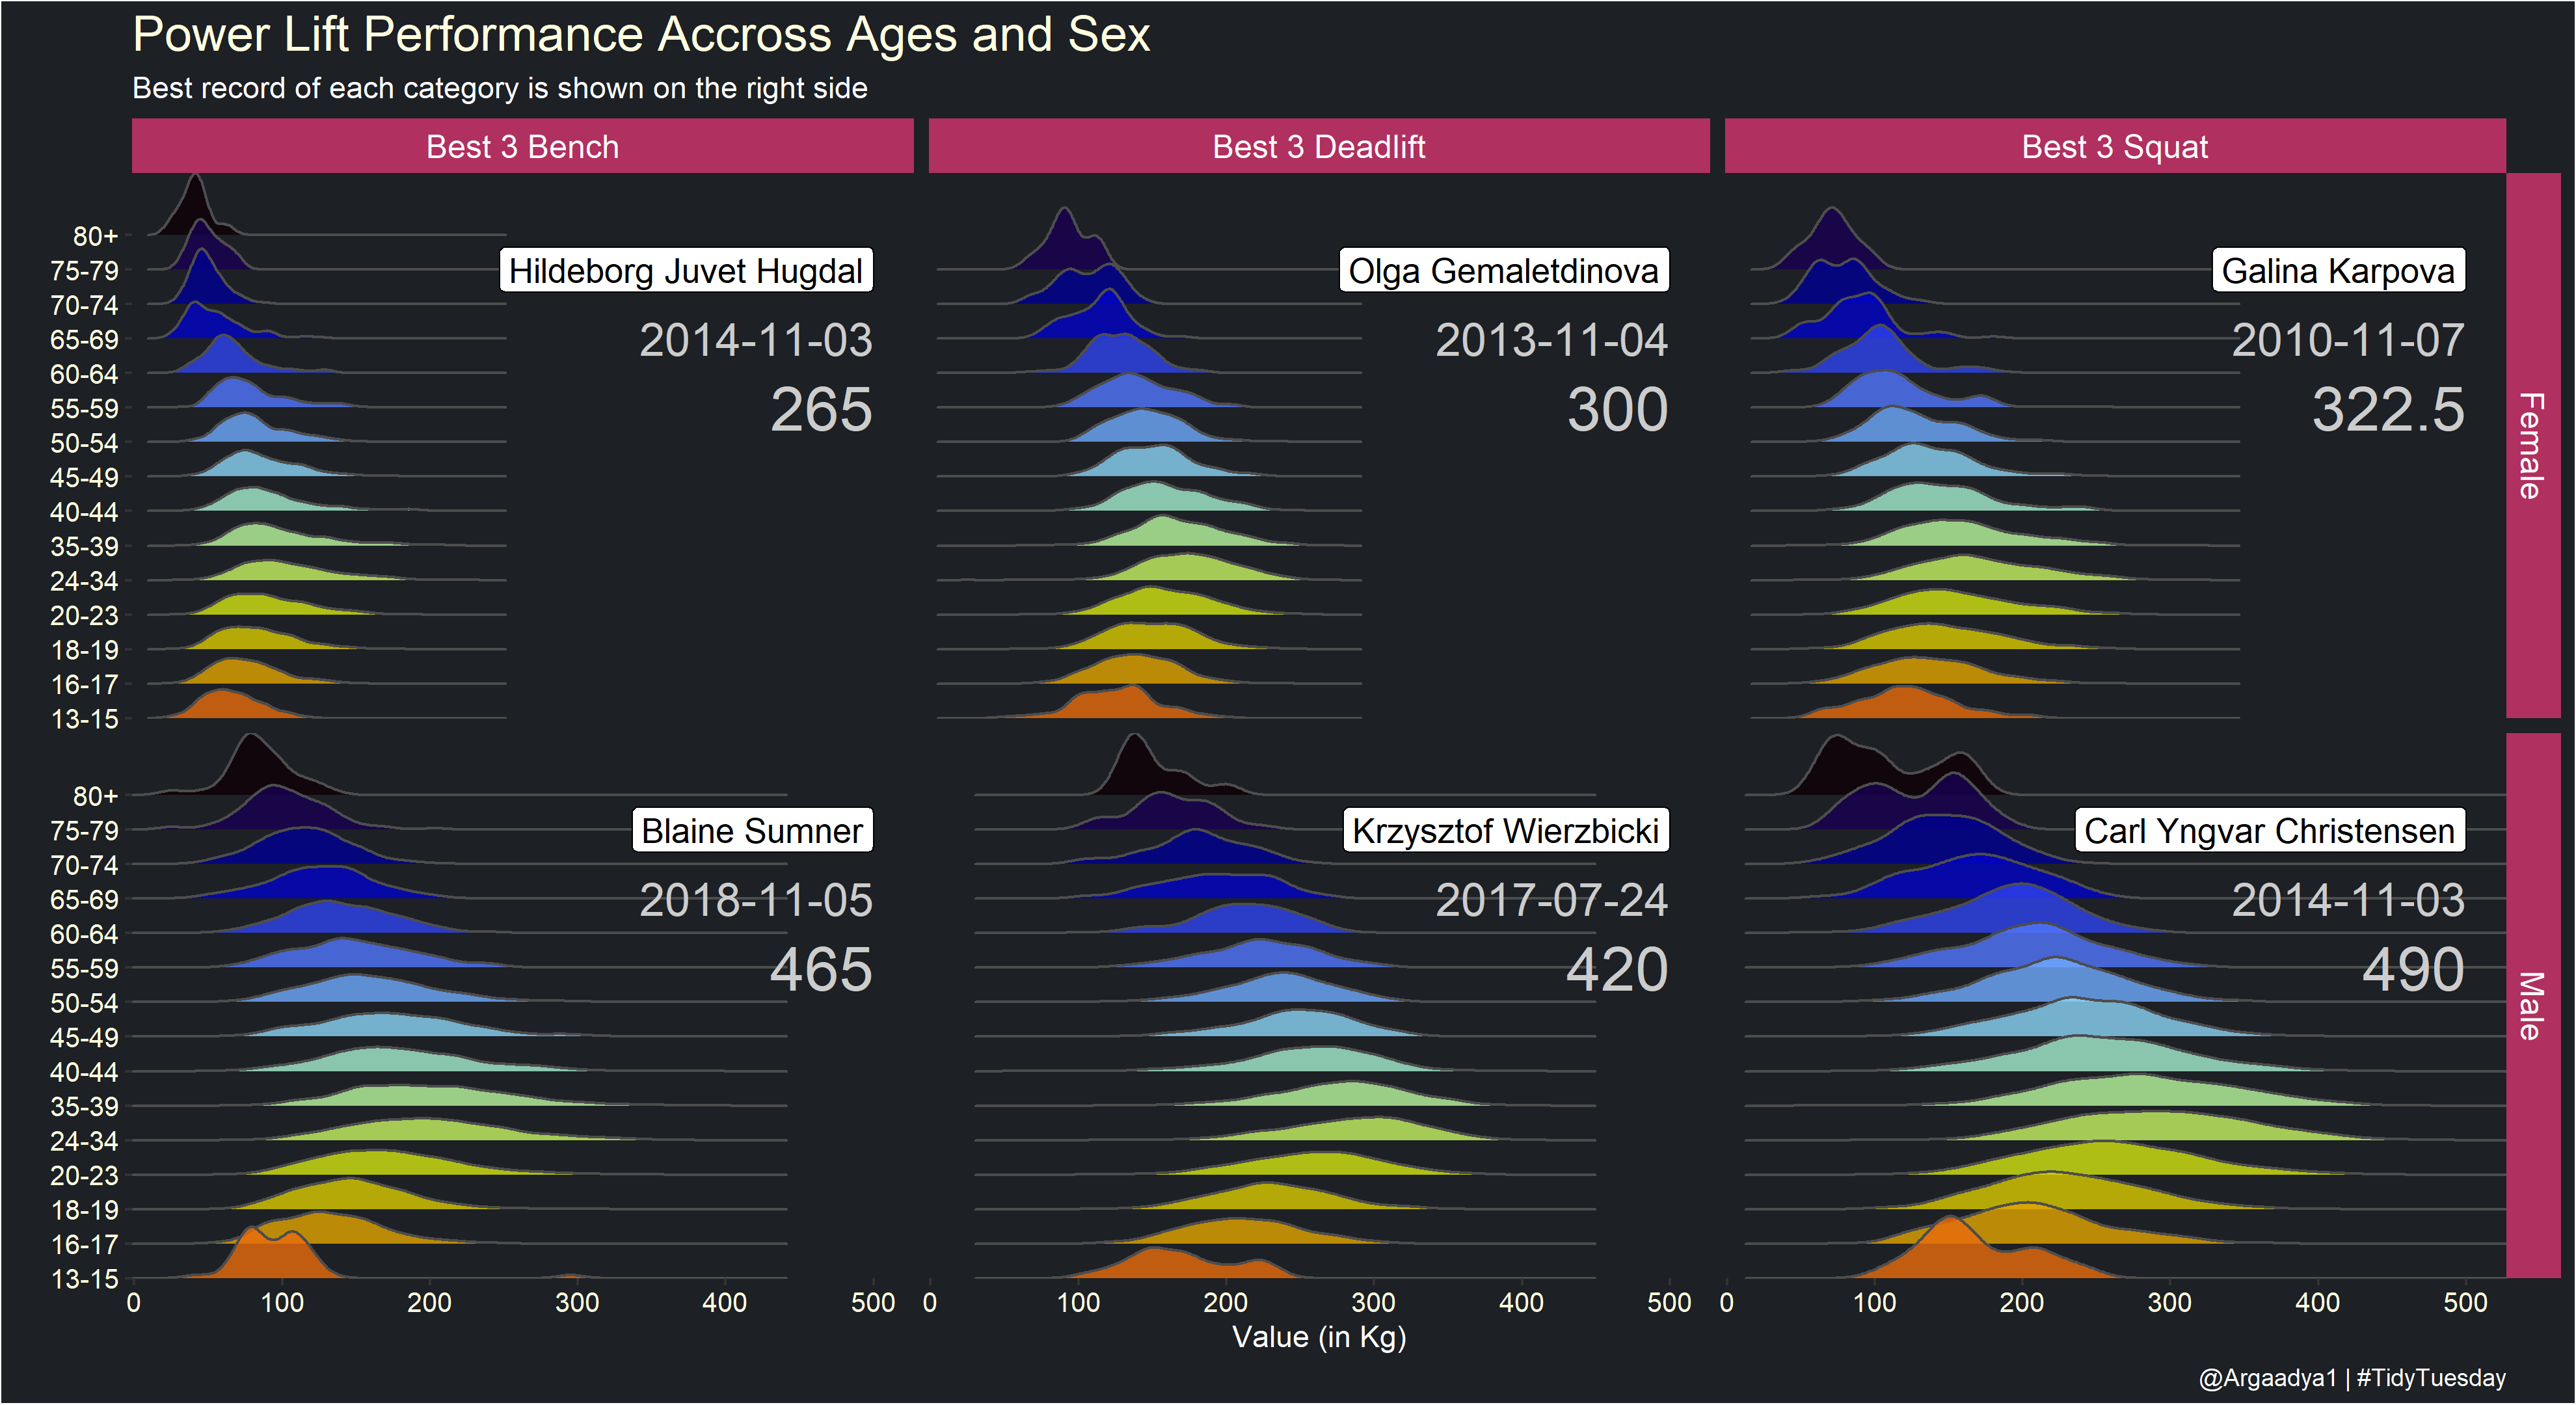 Power Lift Performance Accross Ages and Sex
Best record of each category is shown on the right side
Best 3 Bench
Best 3 Deadlift
Best 3 Squat
Female
80+
75-79
70-74
65-69
60-64
55-59
50-54
45-49
40-44
35-39
24-34
20-23
18-19
16-17
13-15
Hildeborg Juvet Hugdal
2014-11-03
265
Olga Gemaletdinova
2013-11-04
300
Galina Karpova
2010-11-07
322.5
Male
80+
75-79
70-74
65-69
60-64
55-59
50-54
45-49
40-44
35-39
24-34
20-23
18-19
16-17
13-15
Blaine Sumner
2018-11-05
465
Krzysztof Wierzbicki
2017-07-24
420
Carl Yngvar Christensen
2014-11-03
490
0 100 200 300 400 500
0 100 200 300 400 500
0 100 200 300 400 500
Value (in Kg)
@Argaadya1 | #TidyTuesday